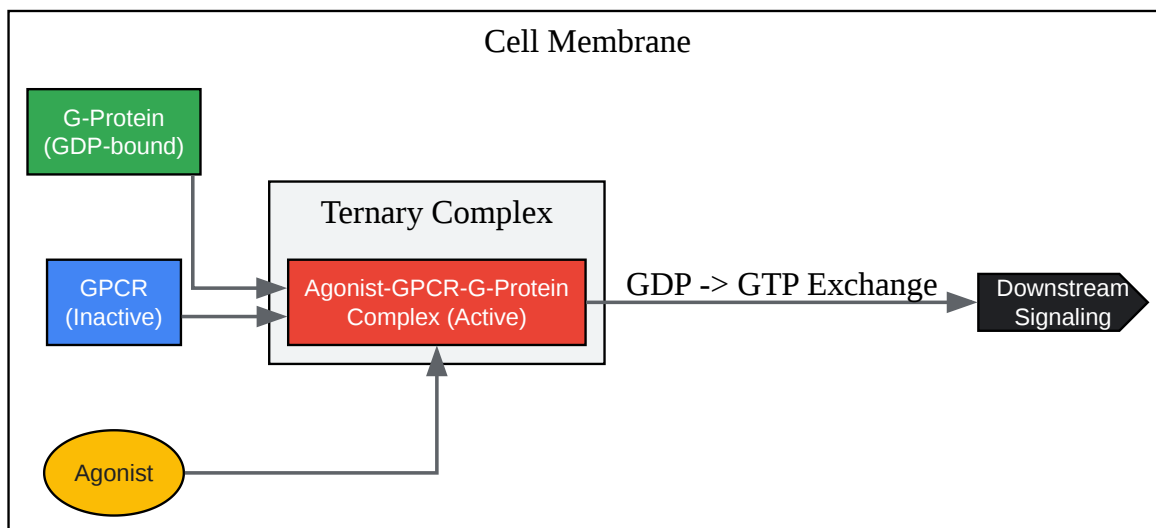 Cell Membrane
G-Protein
(GDP-bound)
Ternary Complex
GPCR
(Inactive)
Agonist-GPCR-G-Protein
Complex (Active)
GDP -> GTP Exchange
Downstream
Signaling
Agonist